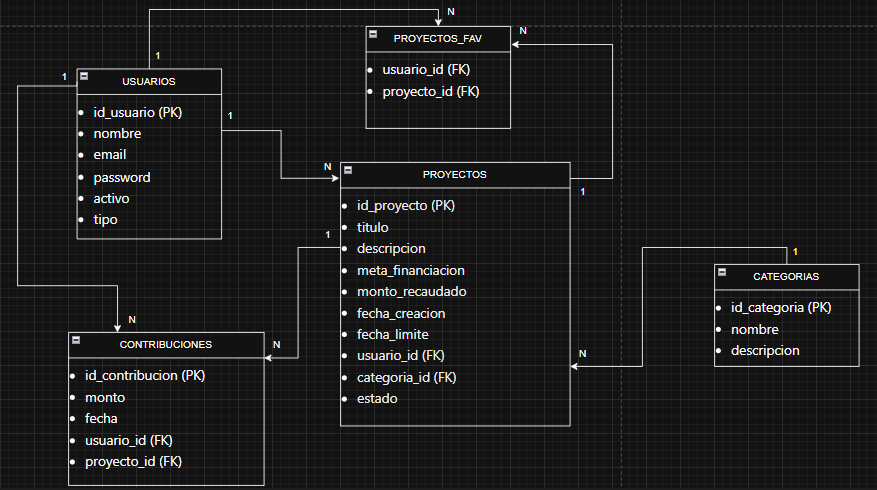 N
PROYECTOS_FAV
usuario_id (FK)
proyecto_id (FK)
N
1
1
USUARIOS
id_usuario (PK)
nombre
email
password
activo
tipo
1
N
PROYECTOS
id_proyecto (PK)
titulo
descripcion
meta_financiacion
monto_recaudado
fecha_creacion
fecha_limite
usuario_id (FK)
categoria_id (FK)
estado
1
1
1
CATEGORIAS
id_categoria (PK)
nombre
descripcion
N
N
CONTRIBUCIONES
id_contribucion (PK)
monto
fecha
usuario_id (FK)
proyecto_id (FK)
N